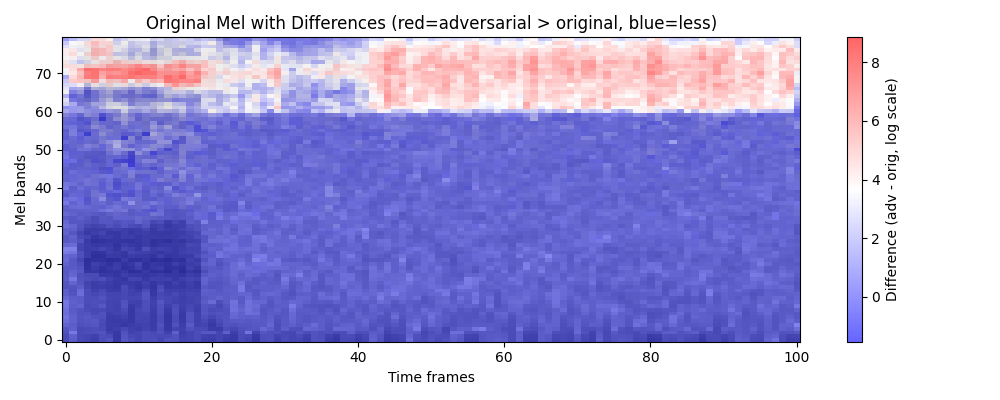 Original Mel with Differences (red=adversarial > original, blue=less)
Mel bands
70
60
50
40
30
20
10
0
0 20 40 60 80 100
Time frames
8
6
4
2
0
Difference (adv - orig, log scale)